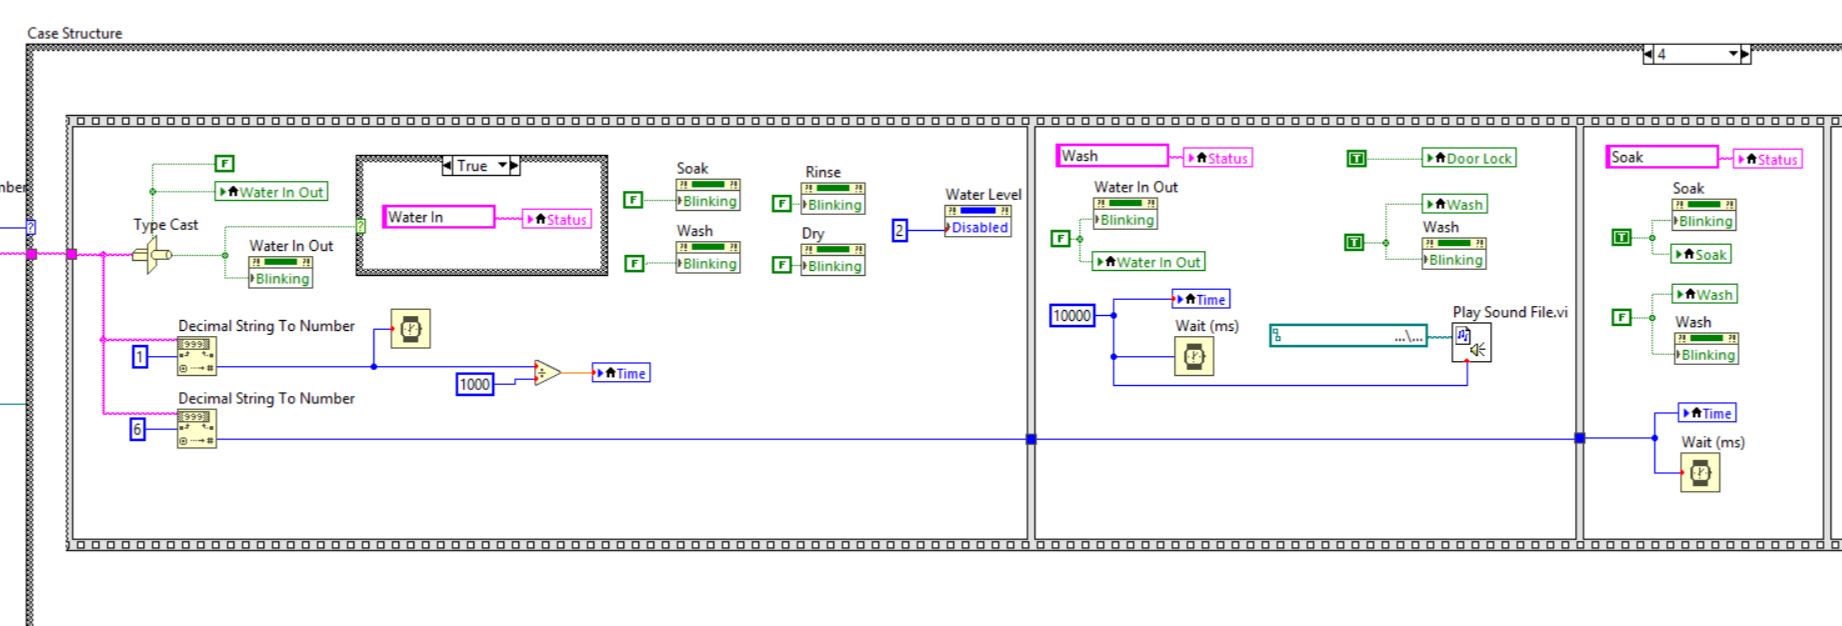 Case Structure
4
F
Water In Out
Type Cast
Water In Out
Blinking
True
Water In
Status
Soak
Blinking
F
Rinse
Blinking
F
Wash
Blinking
F
Dry
Blinking
F
Water Level
2
Disabled
Decimal String To Number
1
1000
Time
Decimal String To Number
6
Wash
Status
Door Lock
T
Water In Out
Blinking
F
Water In Out
Wash
T
Wash
Blinking
10000
Time
Wait (ms)
...\...
Play Sound File.vi
Soak
Status
Soak
Blinking
T
Soak
Wash
F
Wash
Blinking
Time
Wait (ms)